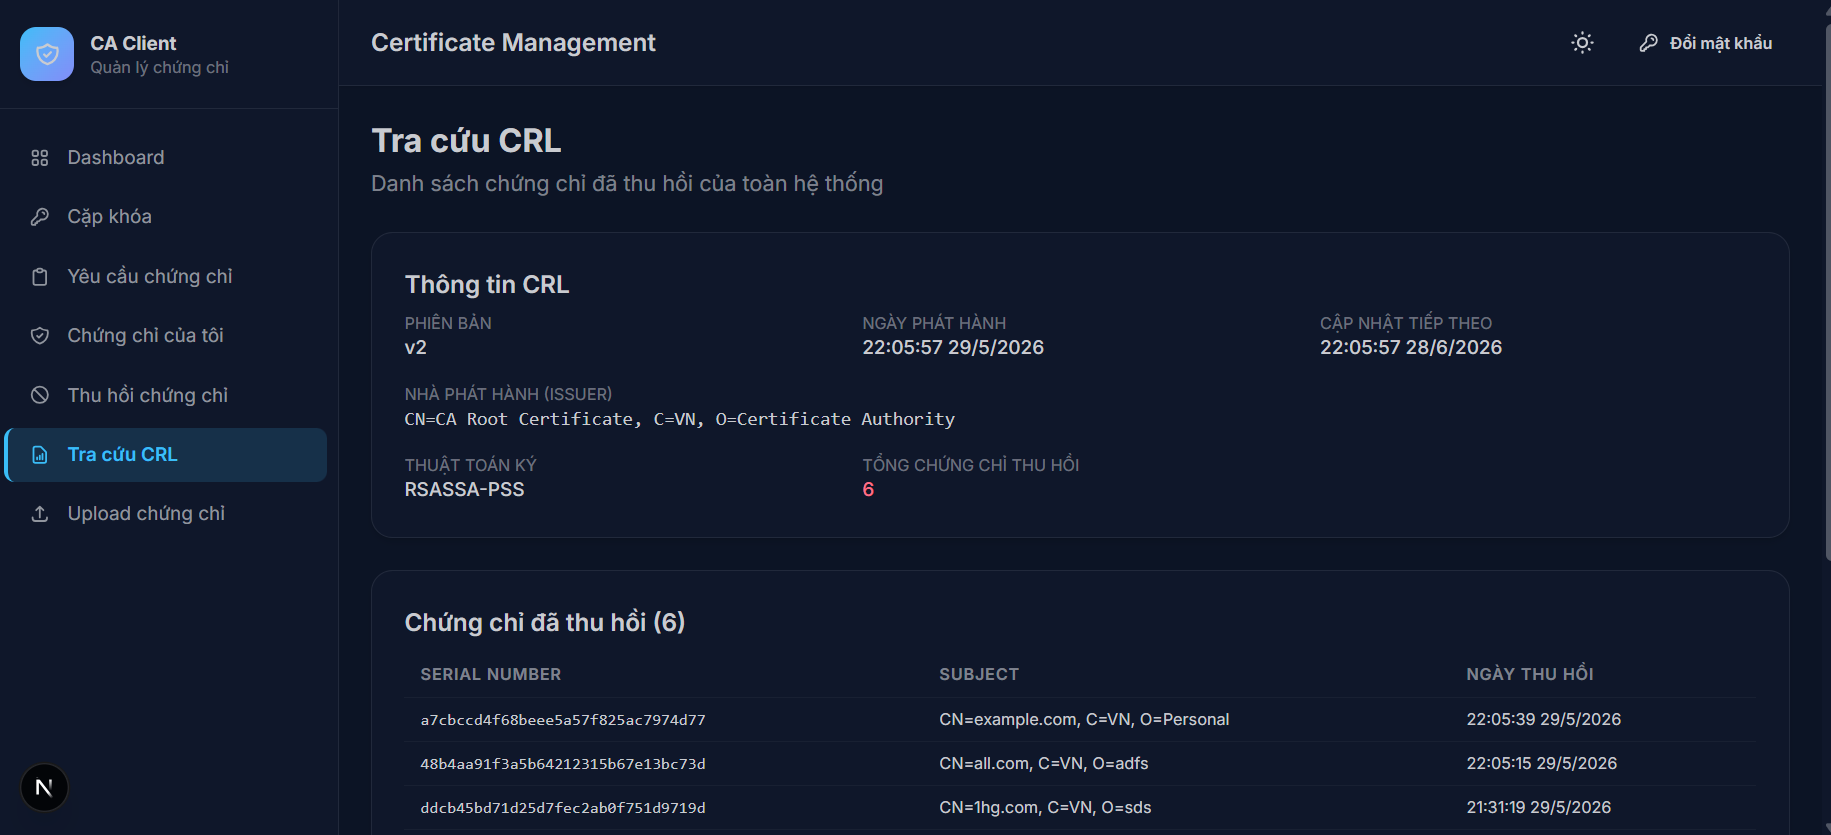 CA Client
Quản lý chứng chỉ
Dashboard
Cặp khóa
Yêu cầu chứng chỉ
Chứng chỉ của tôi
Thu hồi chứng chỉ
Tra cứu CRL
Upload chứng chỉ
N
Certificate Management
Đổi mật khẩu
Tra cứu CRL
Danh sách chứng chỉ đã thu hồi của toàn hệ thống
Thông tin CRL
PHIÊN BẢN
v2
NGÀY PHÁT HÀNH
22:05:57 29/5/2026
CẬP NHẬT TIẾP THEO
22:05:57 28/6/2026
NHÀ PHÁT HÀNH (ISSUER)
CN=CA Root Certificate, C=VN, O=Certificate Authority
THUẬT TOÁN KÝ
RSASSA-PSS
TỔNG CHỨNG CHỈ THU HỒI
6
Chứng chỉ đã thu hồi (6)
SERIAL NUMBER SUBJECT NGÀY THU HỒI
a7cbccd4f68beee5a57f825ac7974d77 CN=example.com, C=VN, O=Personal 22:05:39 29/5/2026
48b4aa91f3a5b64212315b67e13bc73d CN=all.com, C=VN, O=adfs 22:05:15 29/5/2026
ddcb45bd71d25d7fec2ab0f751d9719d CN=1hg.com, C=VN, O=sds 21:31:19 29/5/2026